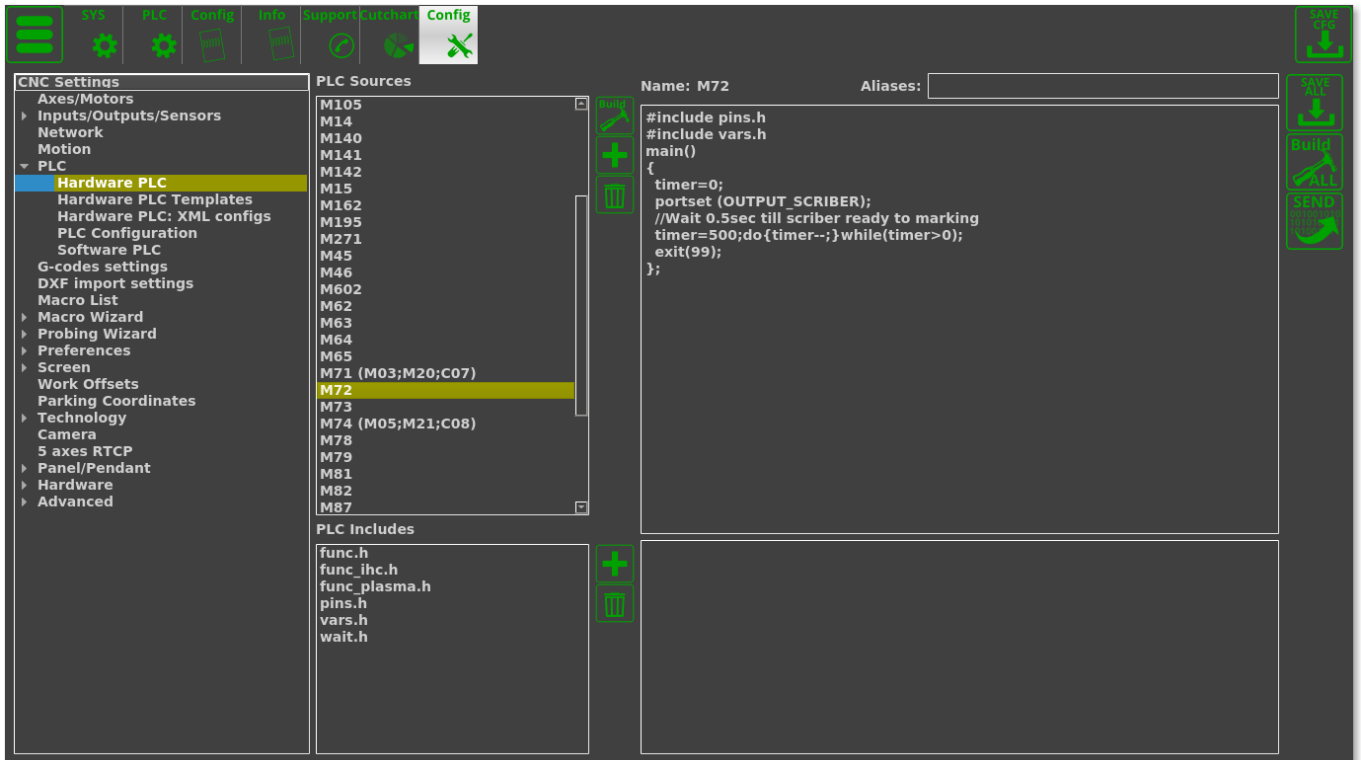 SYS
PLC
Config
Info
Support
Cutchart
Config
SAVE
CFG
CNC Settings
Axes/Motors
Inputs/Outputs/Sensors
Network
Motion
PLC
Hardware PLC
Hardware PLC Templates
Hardware PLC: XML configs
PLC Configuration
Software PLC
G-codes settings
DXF import settings
Macro List
Macro Wizard
Probing Wizard
Preferences
Screen
Work Offsets
Parking Coordinates
Technology
Camera
5 axes RTCP
Panel/Pendant
Hardware
Advanced
PLC Sources
M105
M14
M140
M141
M142
M15
M162
M195
M271
M45
M46
M602
M62
M63
M64
M65
M71 (M03;M20;C07)
M72
M73
M74 (M05;M21;C08)
M78
M79
M81
M82
M87
PLC Includes
func.h
func_ihc.h
func_plasma.h
pins.h
vars.h
wait.h
Build
Name: M72
Aliases:
#include pins.h
#include vars.h
main()
{
timer=0;
portset (OUTPUT_SCRIBER);
//Wait 0.5sec till scriber ready to marking
timer=500;do{timer--;}while(timer>0);
exit(99);
};
SAVE
ALL
Build
ALL
SEND